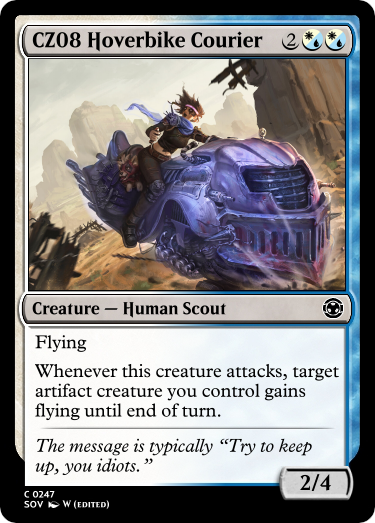 CZ08 Hoverbike Courier 2
Creature — Human Scout
Flying
Whenever this creature attacks, target
artifact creature you control gains
flying until end of turn.
The message is typically “Try to keep
up, you idiots.”
2/4
C 0247
SOV W (EDITED)